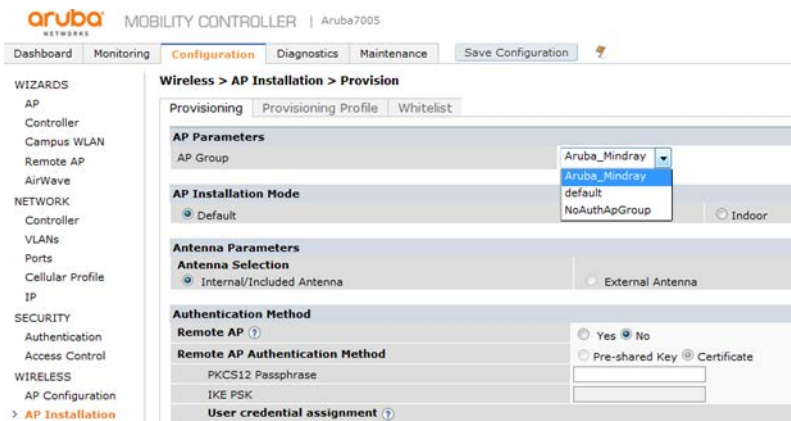 aruba NETWORKS MOBILITY CONTROLLER | Aruba7005
Dashboard Monitoring Configuration Diagnostics Maintenance Save Configuration
WIZARDS
AP
Controller
Campus WLAN
Remote AP
AirWave
NETWORK
Controller
VLANs
Ports
Cellular Profile
IP
SECURITY
Authentication
Access Control
WIRELESS
AP Configuration
> AP Installation
Wireless > AP Installation > Provision
Provisioning Provisioning Profile Whitelist
AP Parameters
AP Group Aruba_Mindray
Aruba_Mindray
default
NoAuthApGroup
AP Installation Mode
Default Indoor
Antenna Parameters
Antenna Selection
Internal/Included Antenna External Antenna
Authentication Method
Remote AP ? Yes No
Remote AP Authentication Method Pre-shared Key Certificate
PKCS12 Passphrase
IKE PSK
User credential assignment ?